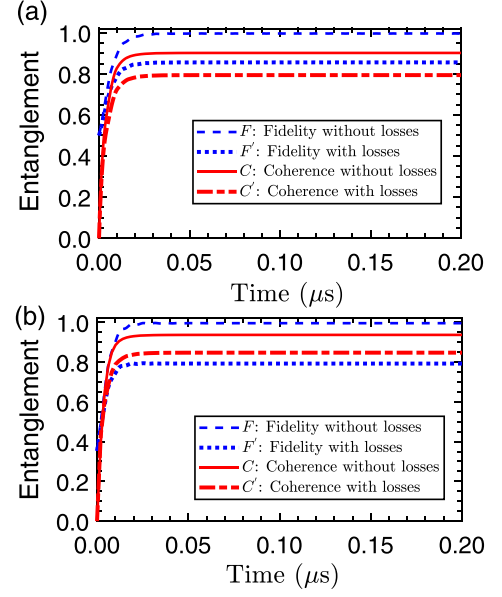 (a)
1.0
0.8
0.6
0.4
0.2
0.0
Entanglement
F: Fidelity without losses
F′: Fidelity with losses
C: Coherence without losses
C′: Coherence with losses
0.00 0.05 0.10 0.15 0.20
Time (μs)
(b)
1.0
0.8
0.6
0.4
0.2
0.0
Entanglement
F: Fidelity without losses
F′: Fidelity with losses
C: Coherence without losses
C′: Coherence with losses
0.00 0.05 0.10 0.15 0.20
Time (μs)